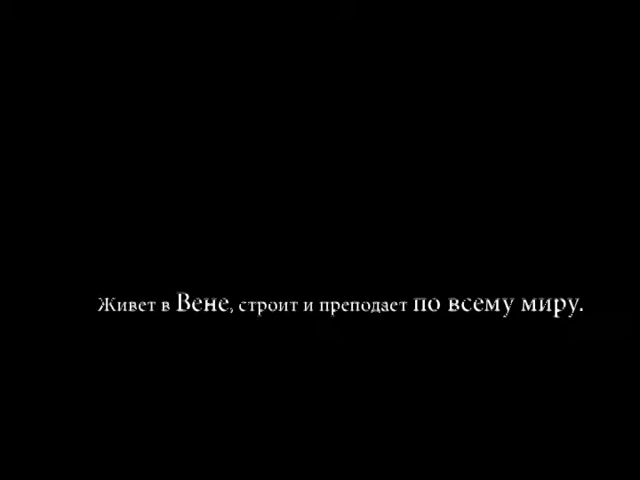 Живет в Вене, строит и преподает по всему миру.